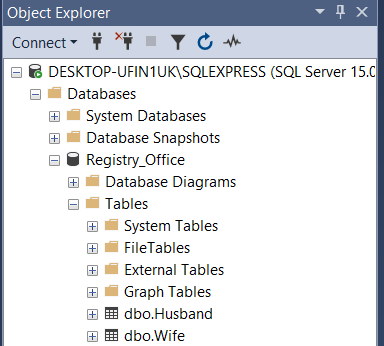 Object Explorer
Connect
DESKTOP-UFIN1UK\SQLEXPRESS (SQL Server 15.0
Databases
System Databases
Database Snapshots
Registry_Office
Database Diagrams
Tables
System Tables
FileTables
External Tables
Graph Tables
dbo.Husband
dbo.Wife